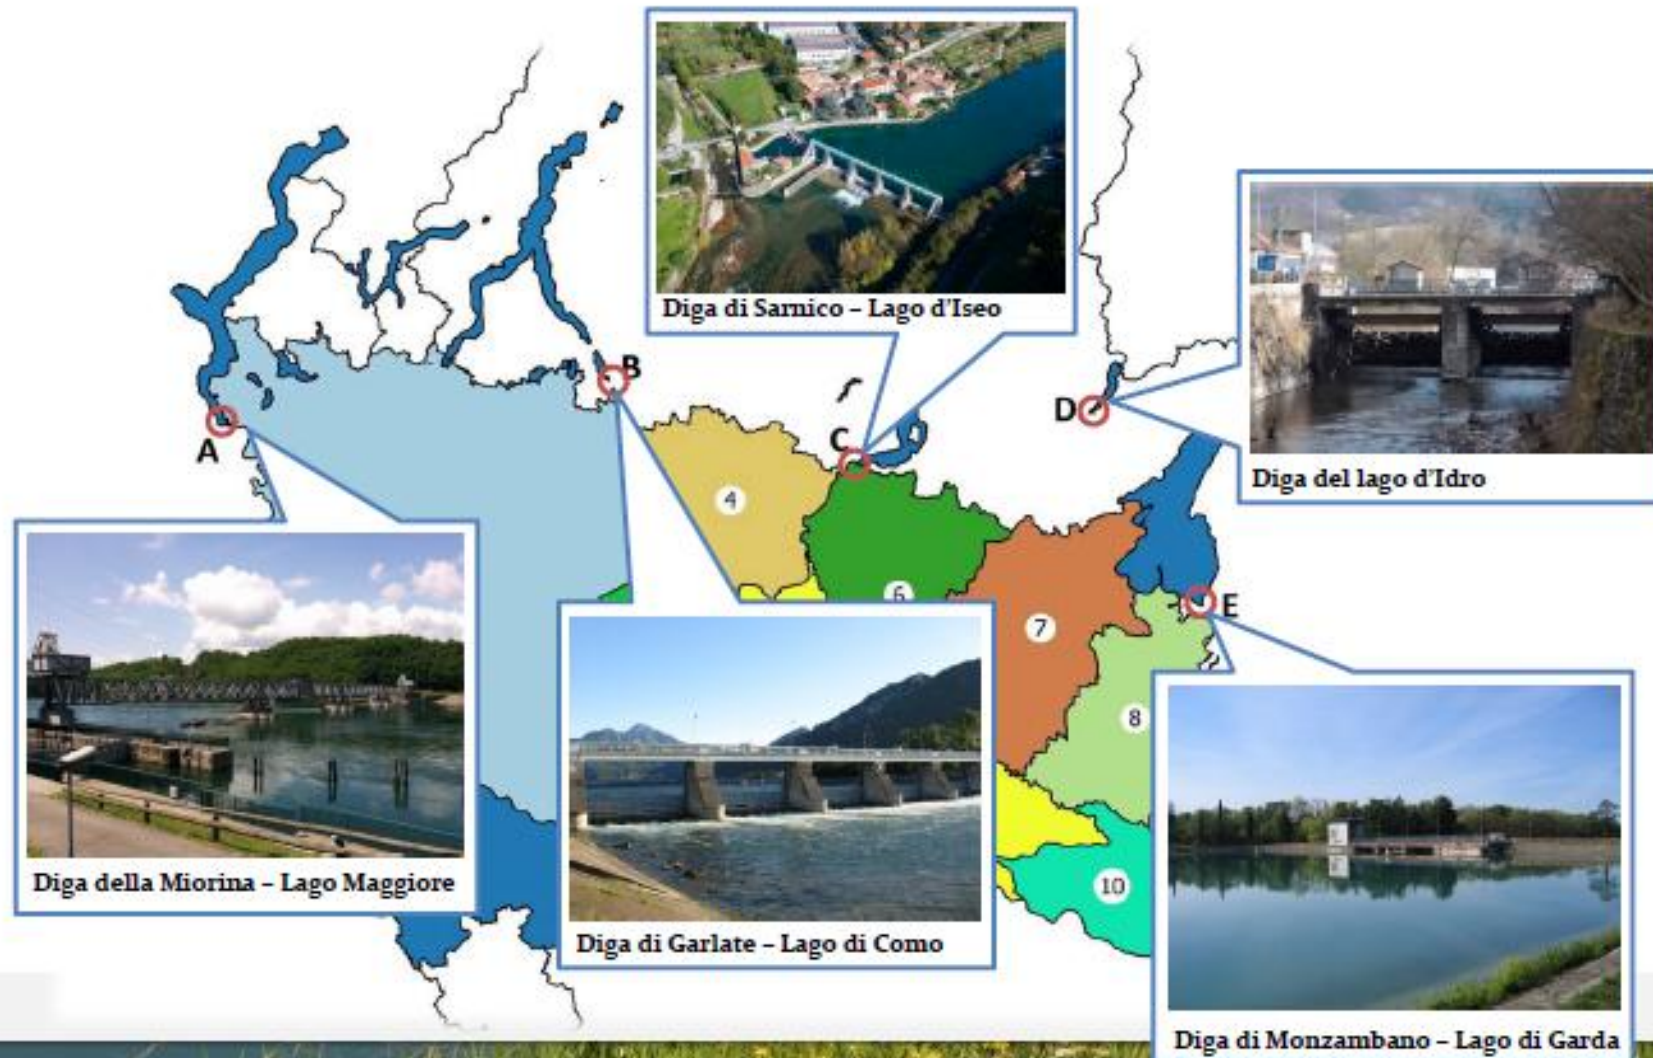 Diga di Sarnico – Lago d'Iseo
Diga del lago d'Idro
A
B
C
D
E
4
6
7
8
10
Diga della Miorina – Lago Maggiore
Diga di Garlate – Lago di Como
Diga di Monzambano – Lago di Garda